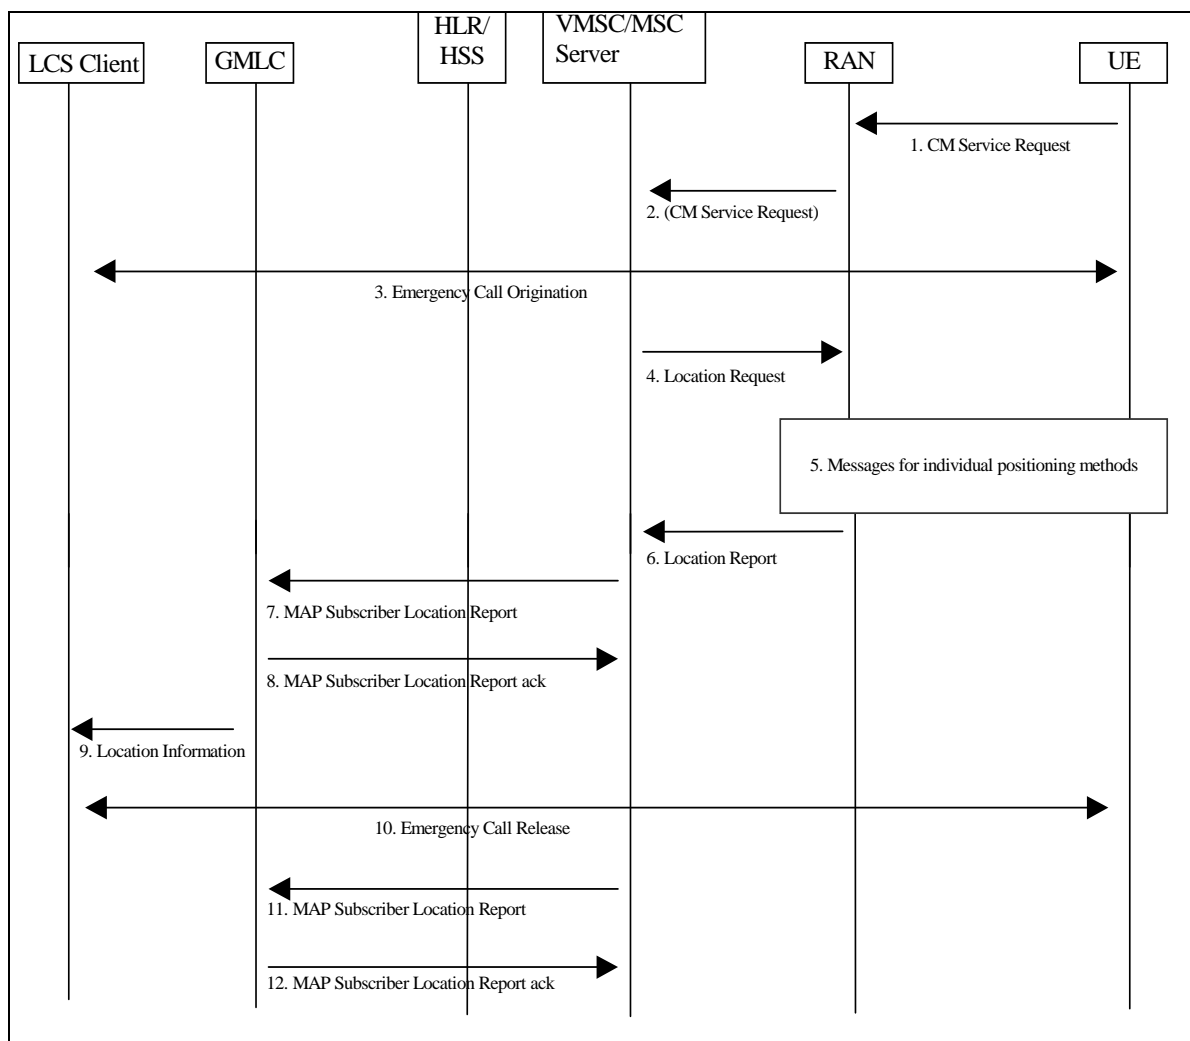 HLR/
HSS
VMSC/MSC
Server
LCS Client
GMLC
RAN
UE
1. CM Service Request
2. (CM Service Request)
3. Emergency Call Origination
4. Location Request
5. Messages for individual positioning methods
6. Location Report
7. MAP Subscriber Location Report
8. MAP Subscriber Location Report ack
9. Location Information
10. Emergency Call Release
11. MAP Subscriber Location Report
12. MAP Subscriber Location Report ack